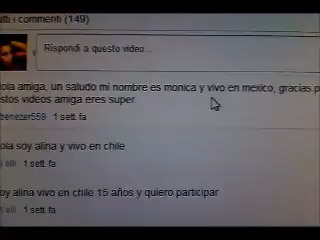 tti i commenti (149)
Rispondi a questo video...
ola amiga, un saludo mi nombre es monica y vivo en mexico, gracias p
stos videos amiga eres super
benezer559 1 sett. fa
ola soy alina y vivo en chile
1 sett. fa
oy alina vivo en chile 15 años y quiero participar
1 sett. fa